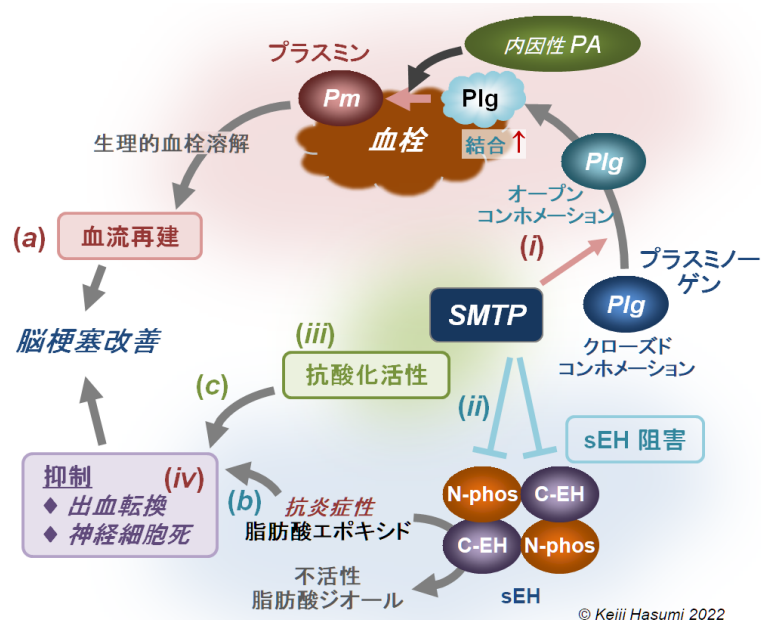 内因性 PA
プラスミン
Pm
Plg
血栓
結合↑
生理的血栓溶解
Plg
オープン
コンホメーション
(a)
血流再建
(i)
プラスミノー
ゲン
Plg
クローズド
コンホメーション
SMTP
脳梗塞改善
(iii)
抗酸化活性
(c)
(ii)
sEH 阻害
抑制
(iv)
◆ 出血転換
◆ 神経細胞死
(b)
抗炎症性
脂肪酸エポキシド
N-phos
C-EH
C-EH
N-phos
不活性
脂肪酸ジオール
sEH
© Keiji Hasumi 2022